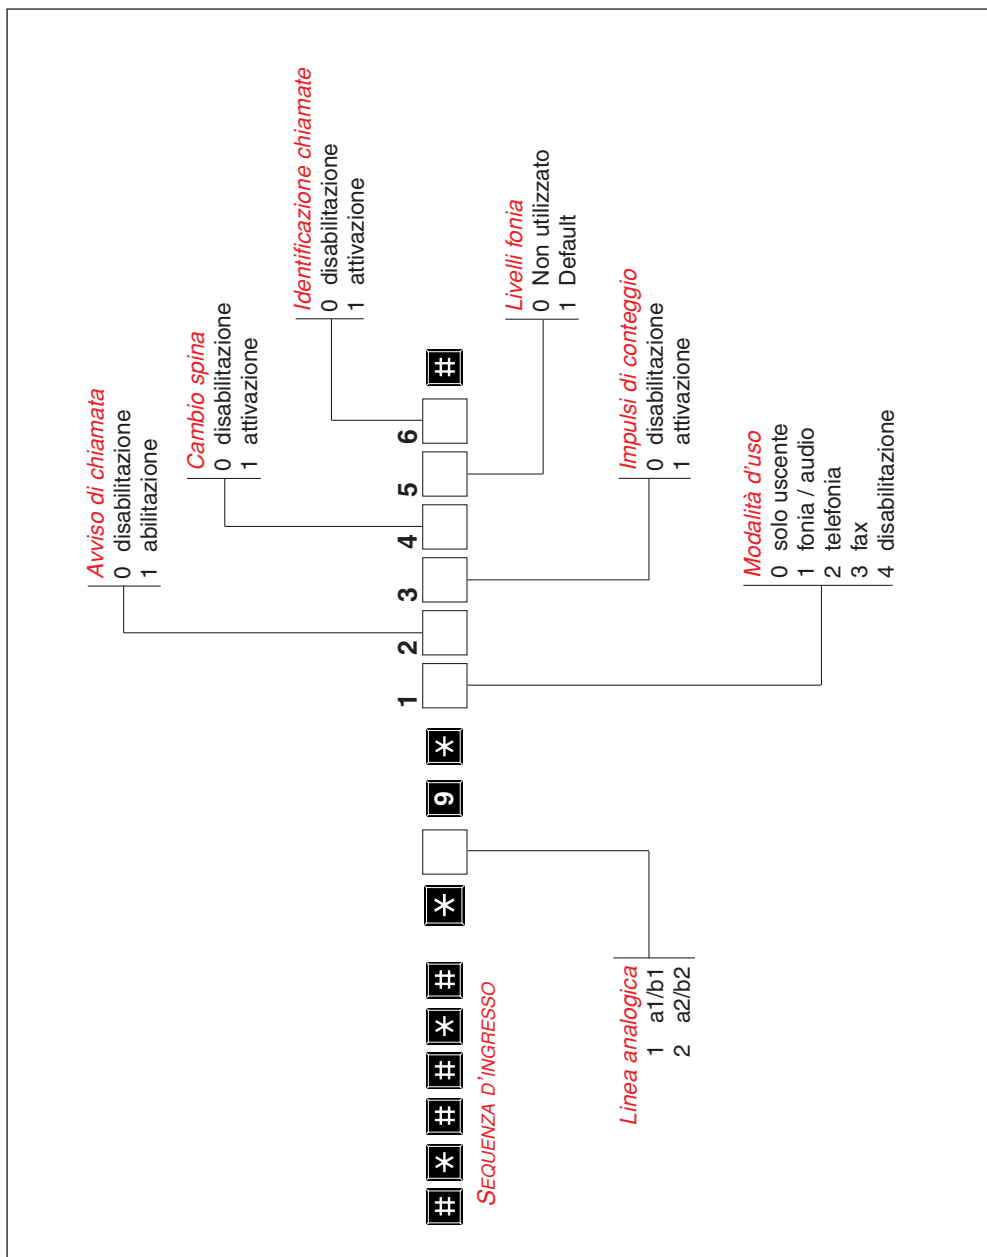 Avviso di chiamata
0 disabilitazione
1 abilitazione
Cambio spina
0 disabilitazione
1 attivazione
Identificazione chiamate
0 disabilitazione
1 attivazione
1 2 3 4 5 6
# * # # * # * 9 * #
SEQUENZA D'INGRESSO
Livelli fonia
0 Non utilizzato
1 Default
Linea analogica
1 a1/b1
2 a2/b2
Impulsi di conteggio
0 disabilitazione
1 attivazione
Modalità d'uso
0 solo uscente
1 fonia / audio
2 telefonia
3 fax
4 disabilitazione